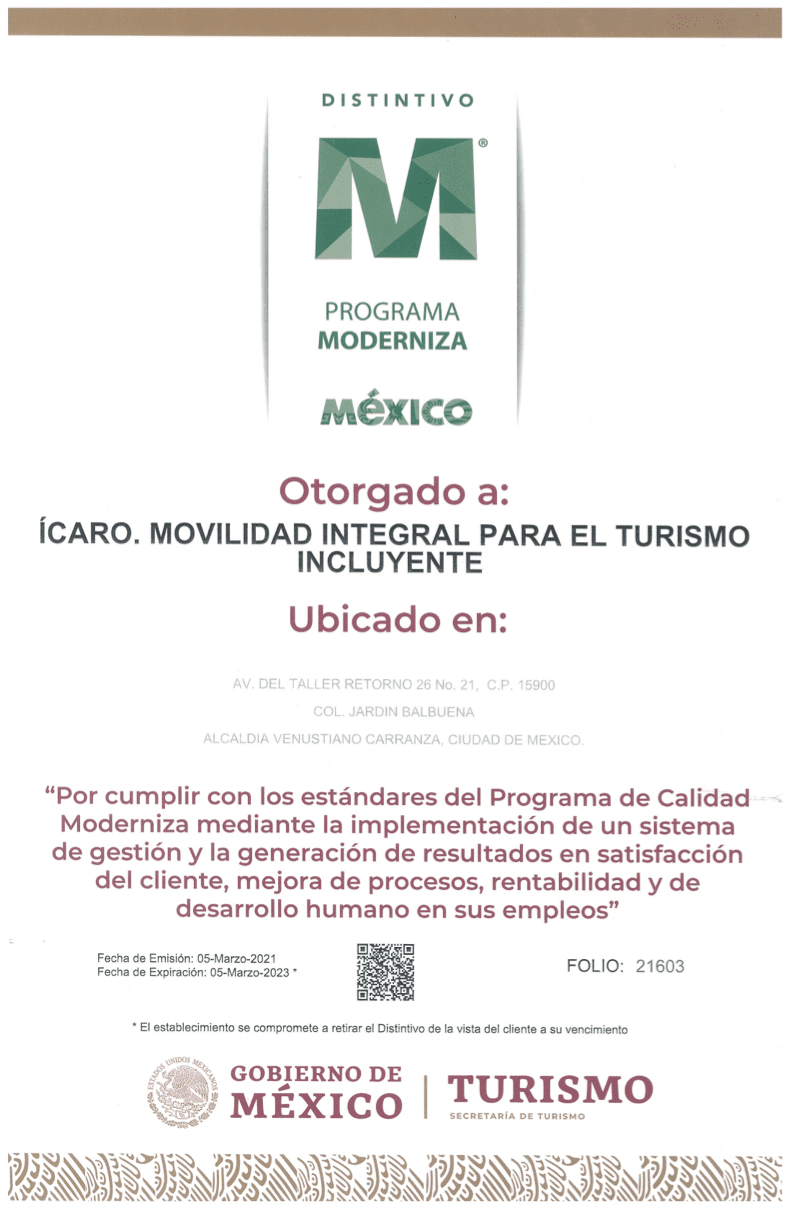 DISTINTIVO
M®
PROGRAMA
MODERNIZA
MÉXICO
Otorgado a:
ÍCARO. MOVILIDAD INTEGRAL PARA EL TURISMO
INCLUYENTE
Ubicado en:
AV. DEL TALLER RETORNO 26 No. 21, C.P. 15900
COL. JARDIN BALBUENA
ALCALDIA VENUSTIANO CARRANZA, CIUDAD DE MEXICO.
“Por cumplir con los estándares del Programa de Calidad
Moderniza mediante la implementación de un sistema
de gestión y la generación de resultados en satisfacción
del cliente, mejora de procesos, rentabilidad y de
desarrollo humano en sus empleos”
Fecha de Emisión: 05-Marzo-2021
Fecha de Expiración: 05-Marzo-2023 *
FOLIO: 21603
* El establecimiento se compromete a retirar el Distintivo de la vista del cliente a su vencimiento
ESTADOS UNIDOS MEXICANOS
GOBIERNO DE
MÉXICO
TURISMO
SECRETARÍA DE TURISMO